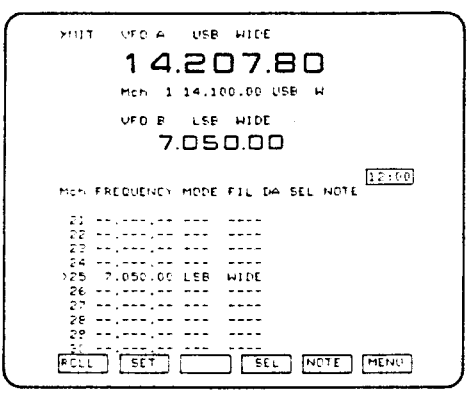 XMIT VFO A USB WIDE
14.207.80
Mch 1 14.100.00 USB W
VFO B LSB WIDE
7.050.00
12:00
Mch FREQUENCY MODE FIL DA SEL NOTE
21 --.---.-- --- ----
22 --.---.-- --- ----
23 --.---.-- --- ----
24 --.---.-- --- ----
>25 7.050.00 LSB WIDE
26 --.---.-- --- ----
27 --.---.-- --- ----
28 --.---.-- --- ----
29 --.---.-- --- ----
30 --.---.-- --- ----
ROLL SET SEL NOTE MENU